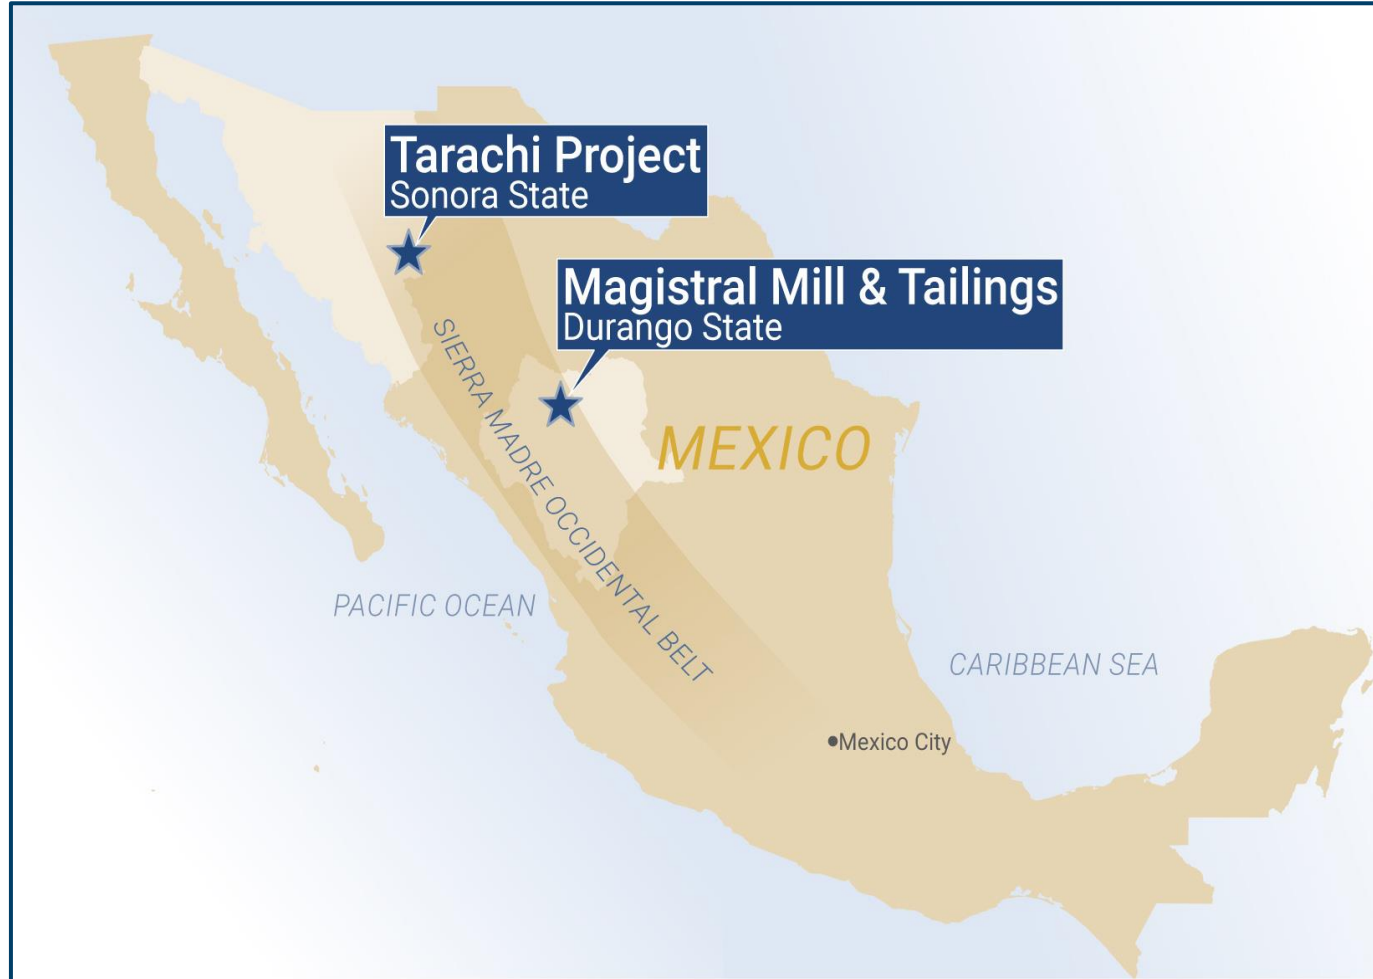 Tarachi Project
Sonora State
Magistral Mill & Tailings
Durango State
SIERRA MADRE OCCIDENTAL BELT
MEXICO
PACIFIC OCEAN
CARIBBEAN SEA
Mexico City